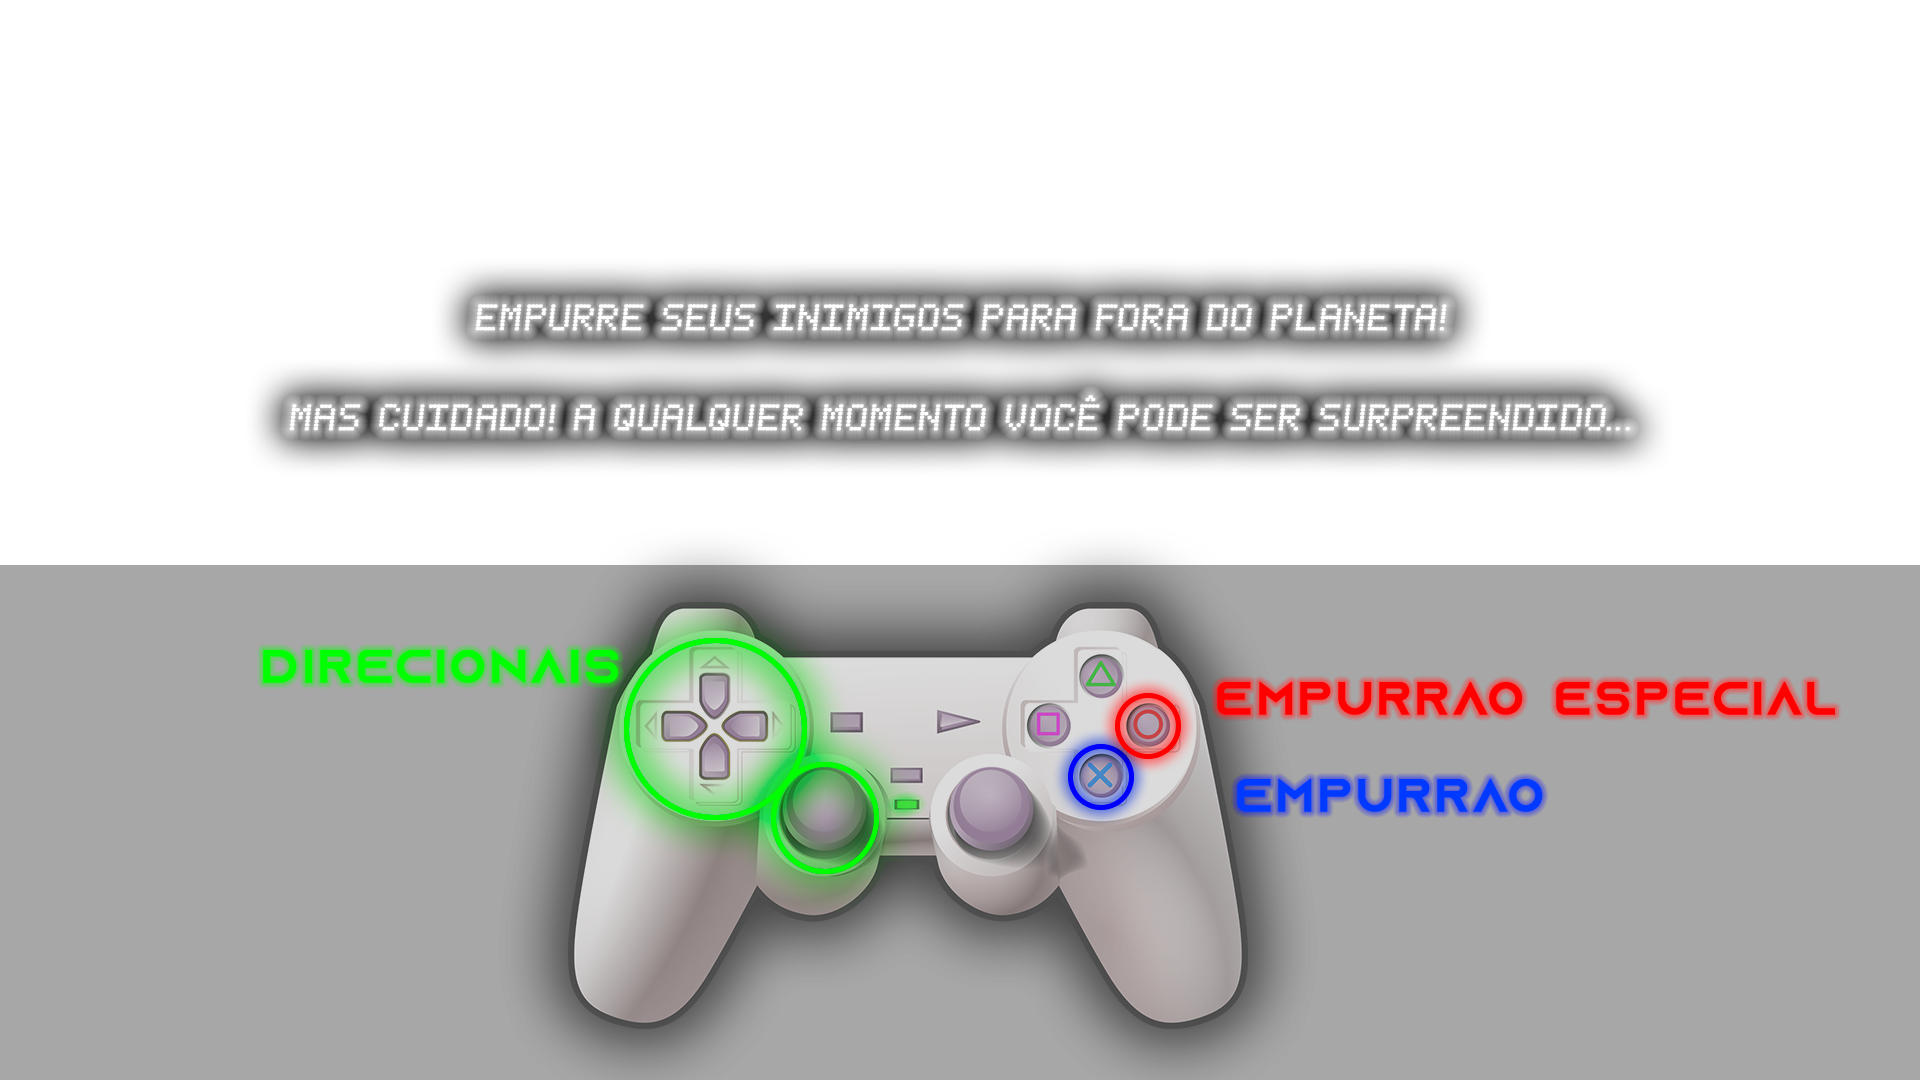 EMPURRE SEUS INIMIGOS PARA FORA DO PLANETA!
MAS CUIDADO! A QUALQUER MOMENTO VOCÊ PODE SER SURPREENDIDO...
DIRECIONAIS
EMPURRAO ESPECIAL
EMPURRAO